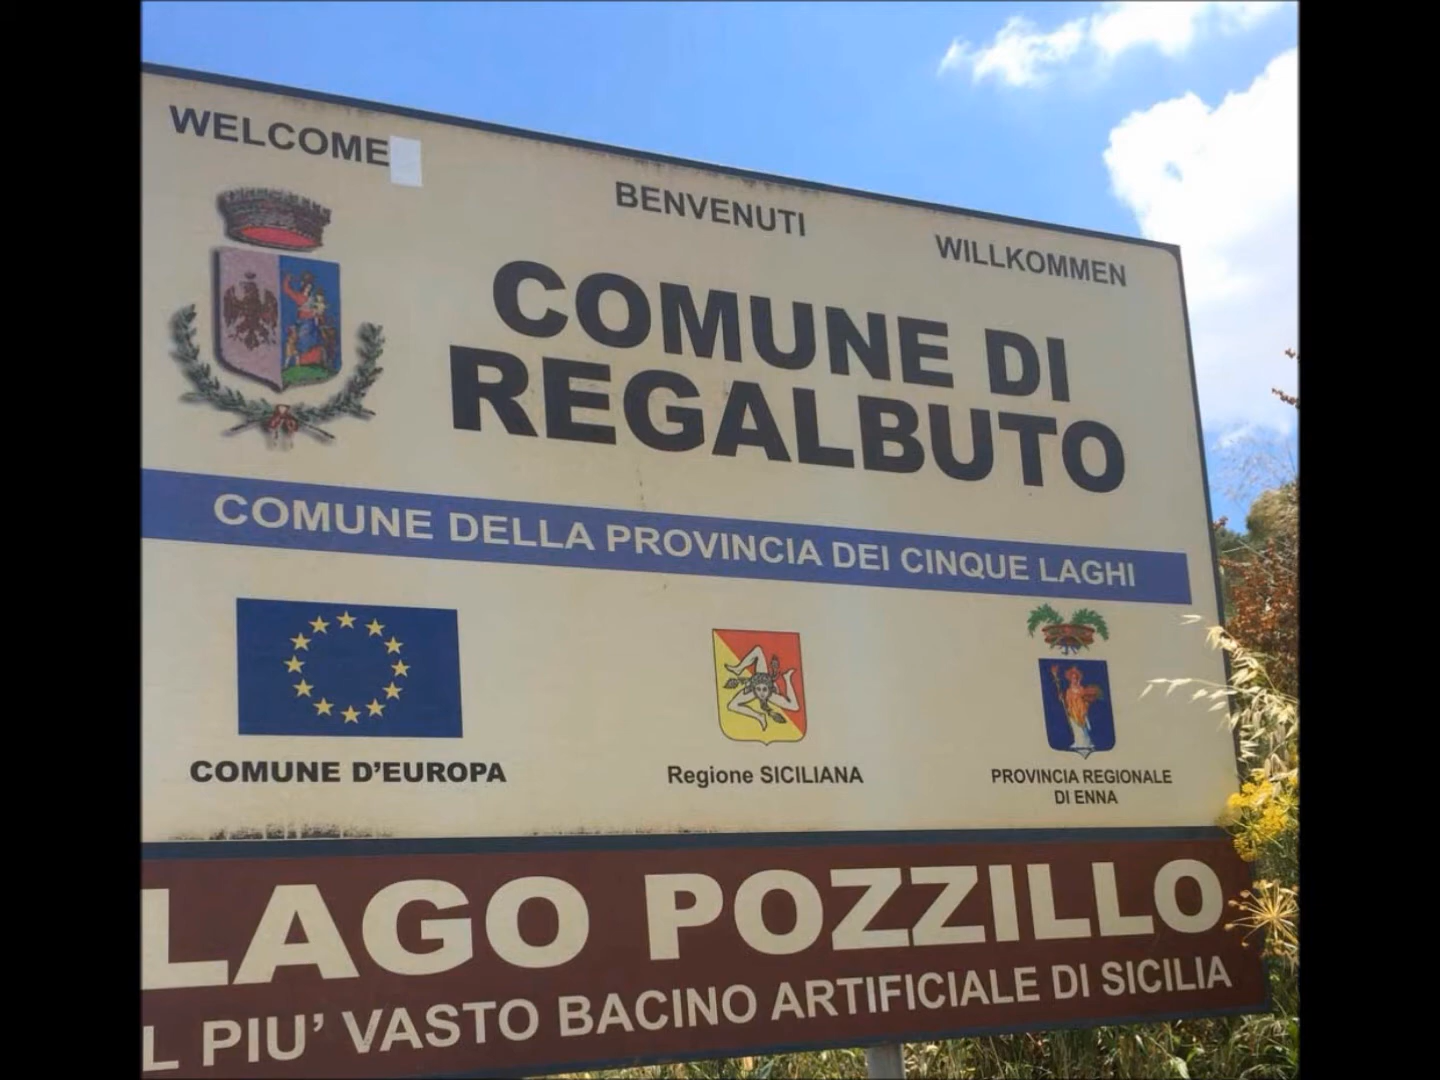 WELCOME
BENVENUTI
WILLKOMMEN
COMUNE DI
REGALBUTO
COMUNE DELLA PROVINCIA DEI CINQUE LAGHI
COMUNE D'EUROPA
Regione SICILIANA
PROVINCIA REGIONALE
DI ENNA
LAGO POZZILLO
L PIU' VASTO BACINO ARTIFICIALE DI SICILIA